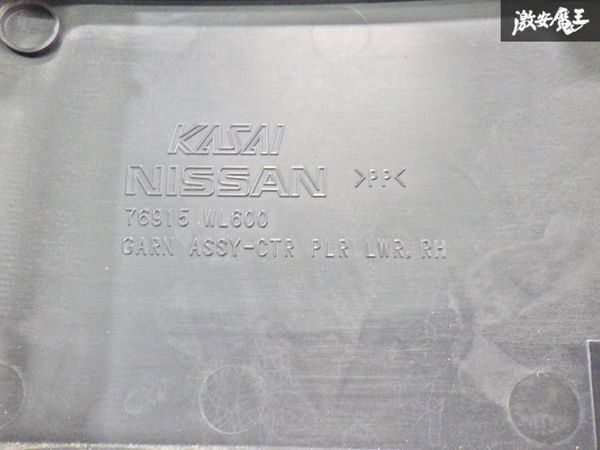 激安魔王
KASAI
NISSAN >PP<
76915 WL600
GARN ASSY-CTR PLR LWR, RH